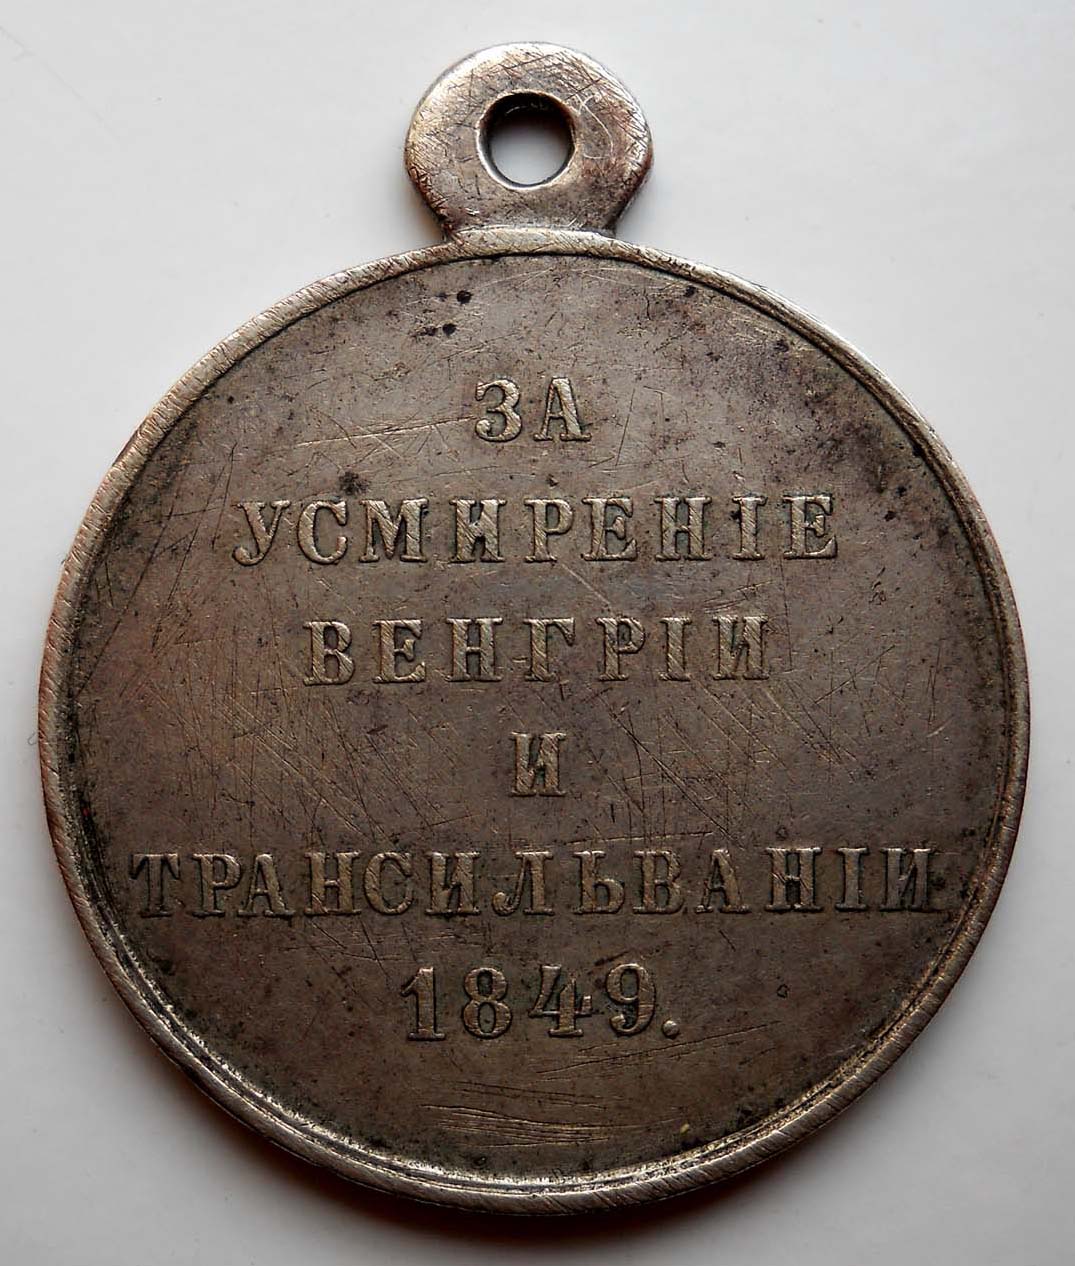 ЗА
УСМИРЕНІЕ
ВЕНГРІИ
И
ТРАНСИЛЬВАНІИ
1849.